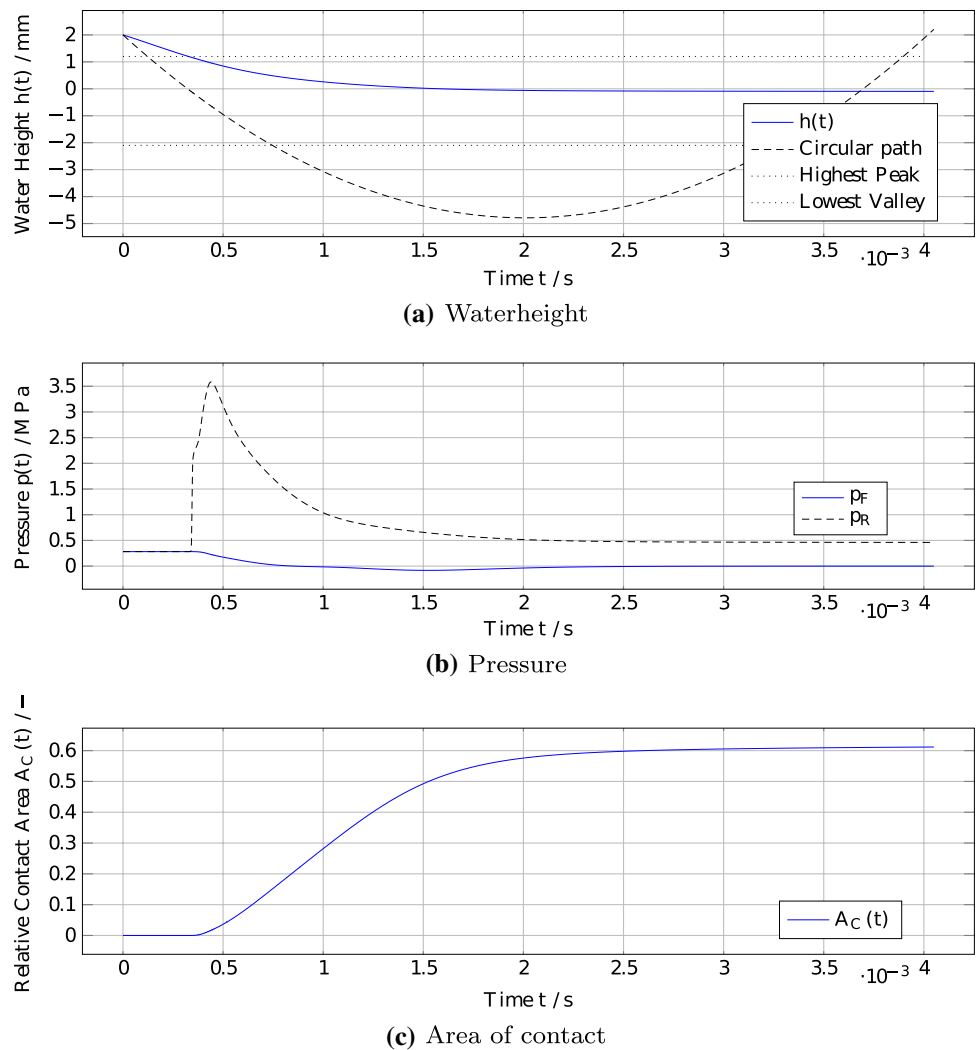 Water Height h(t) / mm
2
1
0
−1
−2
−3
−4
−5
h(t)
Circular path
Highest Peak
Lowest Valley
0 0.5 1 1.5 2 2.5 3 3.5 4
·10−3
Time t / s
(a) Waterheight
Pressure p(t) / MPa
3.5
3
2.5
2
1.5
1
0.5
0
pF
pR
0 0.5 1 1.5 2 2.5 3 3.5 4
·10−3
Time t / s
(b) Pressure
Relative Contact Area AC (t) / −
0.6
0.5
0.4
0.3
0.2
0.1
0
AC (t)
0 0.5 1 1.5 2 2.5 3 3.5 4
·10−3
Time t / s
(c) Area of contact